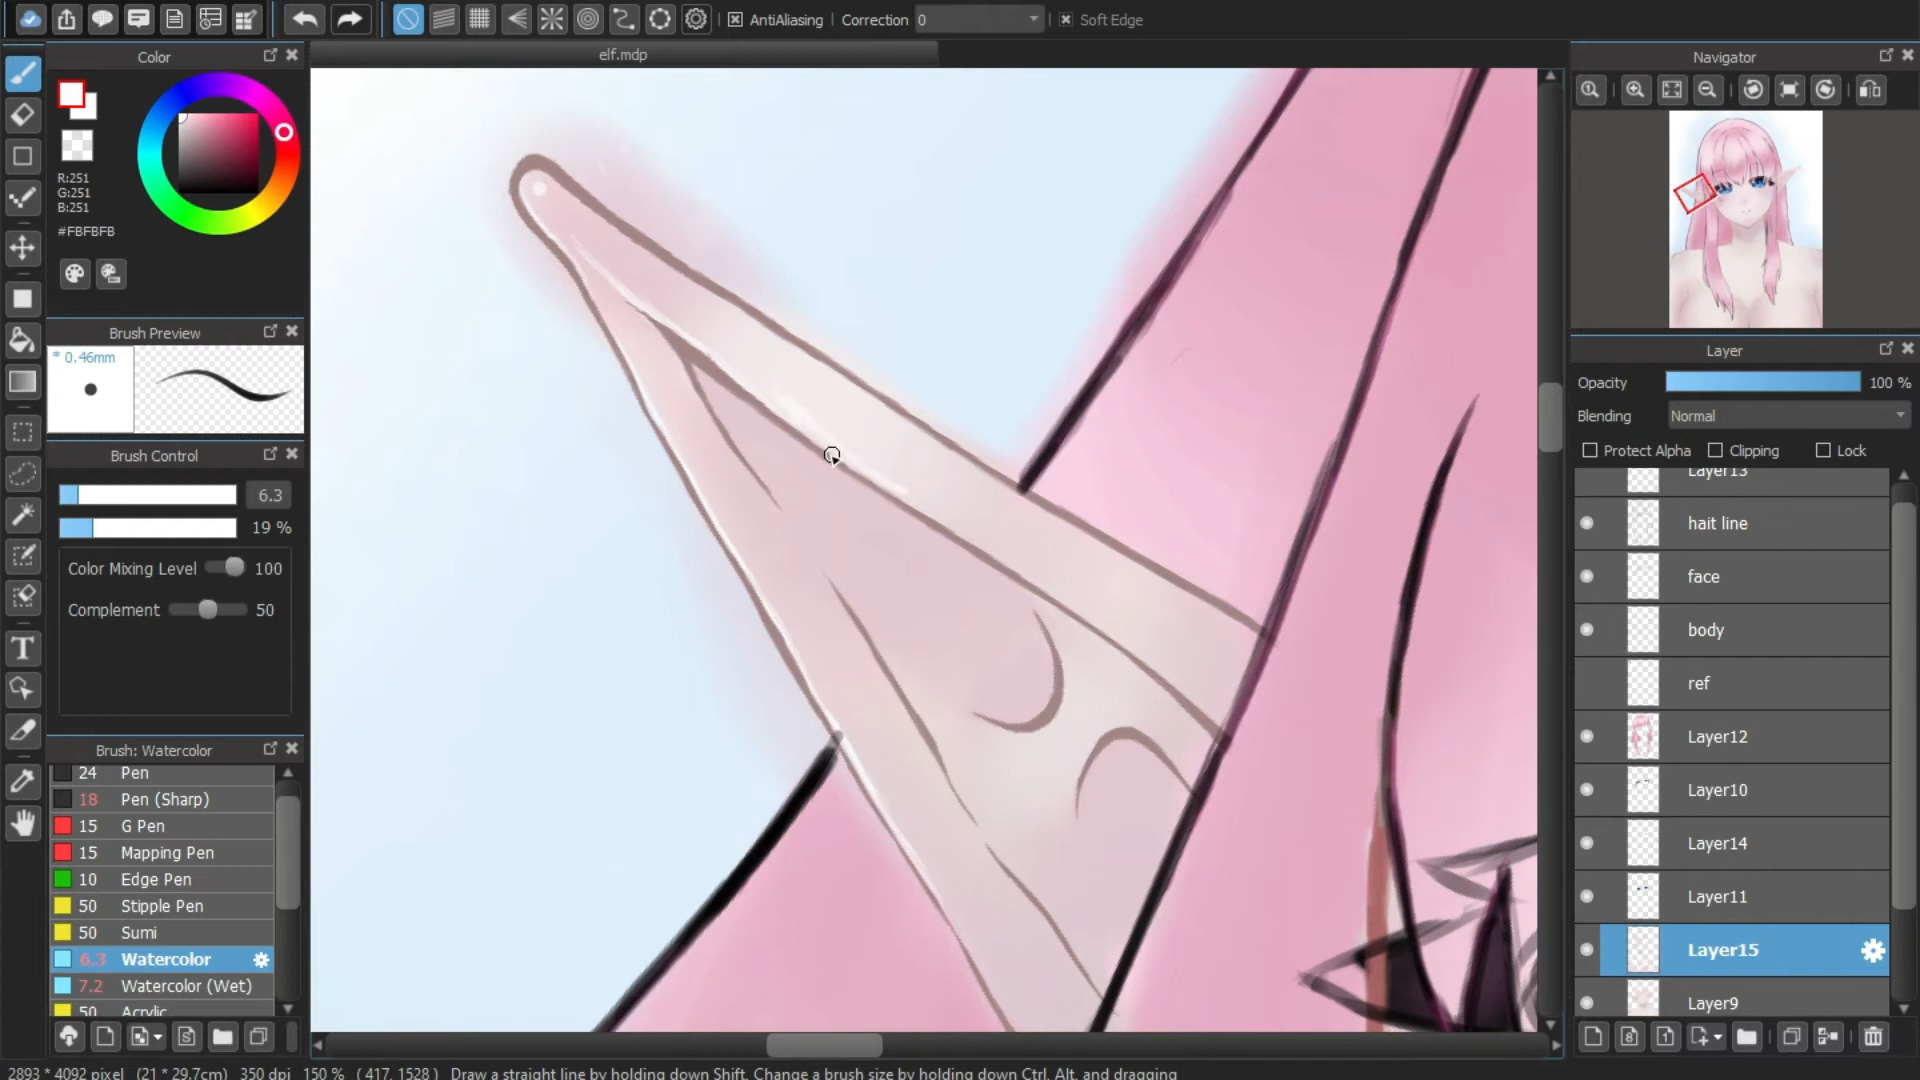 AntiAliasing
Correction
0
Soft Edge
Color
elf.mdp
Navigator
R:251
G:251
B:251
#FBFBFB
Brush Preview
* 0.46mm
Brush Control
6.3
19 %
Color Mixing Level
100
Complement
50
Brush: Watercolor
24 Pen
18 Pen (Sharp)
15 G Pen
15 Mapping Pen
10 Edge Pen
50 Stipple Pen
50 Sumi
6.3 Watercolor
7.2 Watercolor (Wet)
50 Acrylic
Layer
Opacity
100 %
Blending
Normal
Protect Alpha
Clipping
Lock
Layer13
hait line
face
body
ref
Layer12
Layer10
Layer14
Layer11
Layer15
Layer9
2893 * 4092 pixel (21 * 29.7cm) 350 dpi 150 % ( 417, 1528 ) Draw a straight line by holding down Shift, Change a brush size by holding down Ctrl, Alt, and dragging